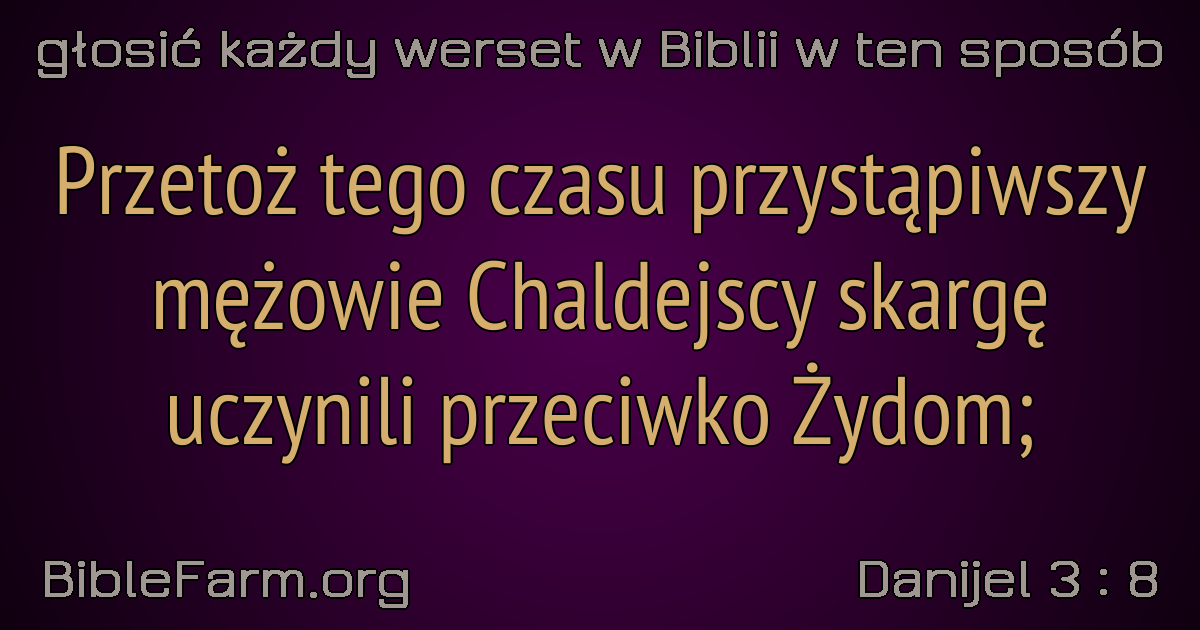 głosić każdy werset w Biblii w ten sposób
Przetoż tego czasu przystąpiwszy
mężowie Chaldejscy skargę
uczynili przeciwko Żydom;
BibleFarm.org
Danijel 3 : 8